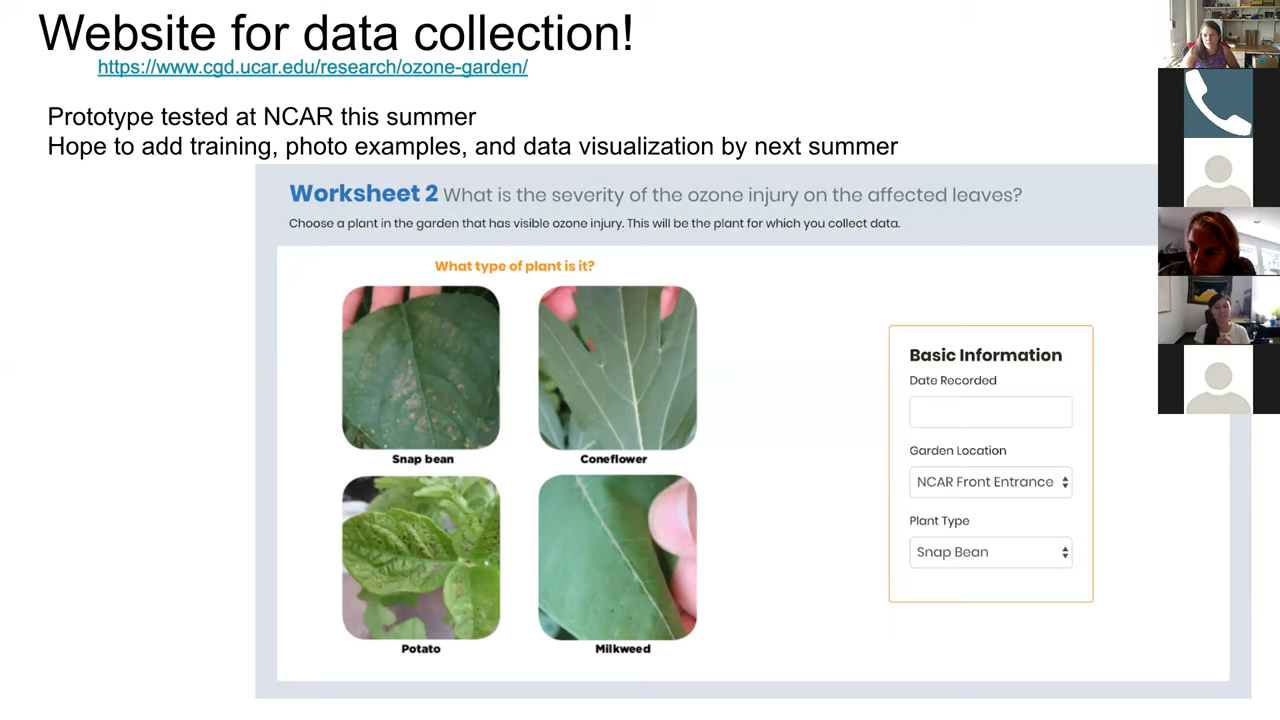 Website for data collection!
https://www.cgd.ucar.edu/research/ozone-garden/
Prototype tested at NCAR this summer
Hope to add training, photo examples, and data visualization by next summer
Worksheet 2 What is the severity of the ozone injury on the affected leaves?
Choose a plant in the garden that has visible ozone injury. This will be the plant for which you collect data.
What type of plant is it?
Snap bean
Coneflower
Potato
Milkweed
Basic Information
Date Recorded
Garden Location
NCAR Front Entrance
Plant Type
Snap Bean